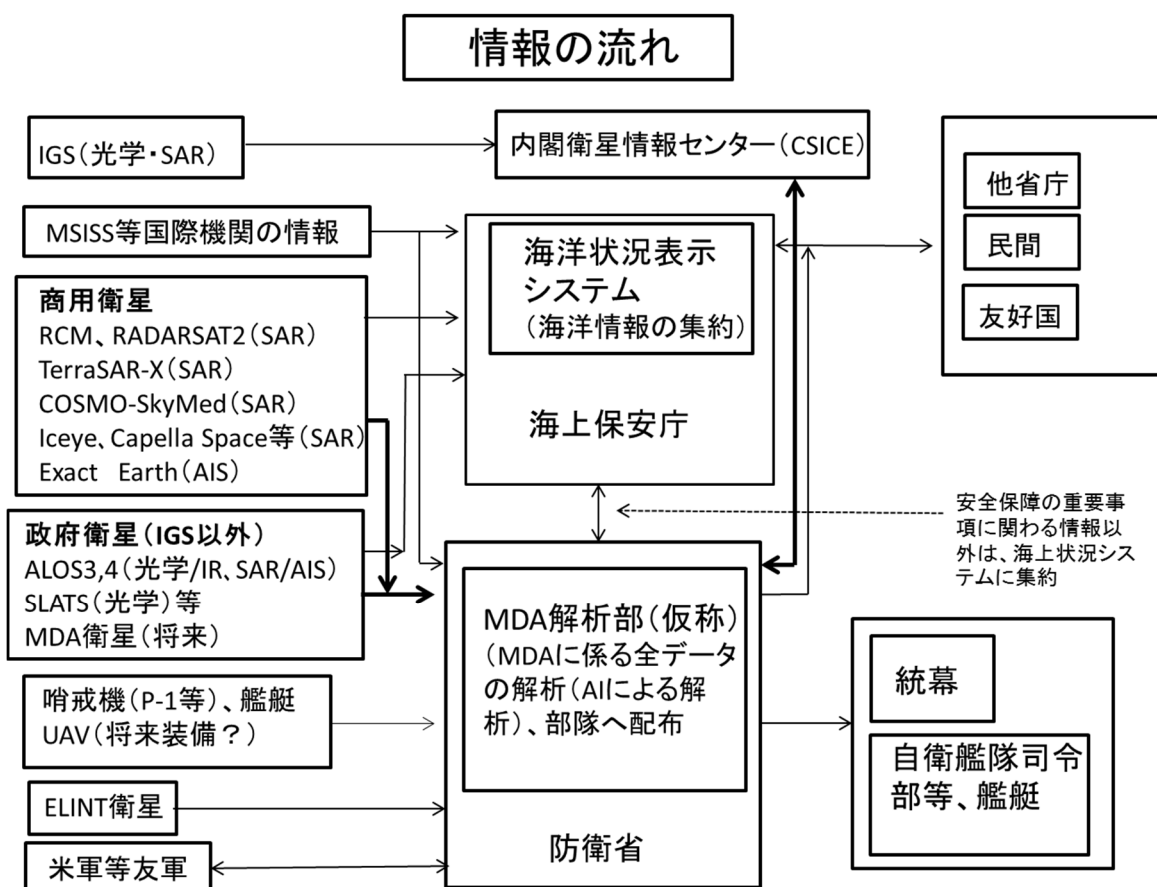 情報の流れ
IGS（光学・SAR）
内閣衛星情報センター（CSICE）
MSISS等国際機関の情報
商用衛星
RCM、RADARSAT2（SAR）
TerraSAR-X（SAR）
COSMO-SkyMed（SAR）
Iceye、Capella Space等（SAR）
Exact Earth（AIS）
政府衛星（IGS以外）
ALOS3,4（光学/IR、SAR/AIS）
SLATS（光学）等
MDA衛星（将来）
哨戒機（P-1等）、艦艇
UAV（将来装備？）
ELINT衛星
米軍等友軍
海洋状況表示
システム
（海洋情報の集約）
海上保安庁
MDA解析部（仮称）
（MDAに係る全データ
の解析（AIによる解
析）、部隊へ配布
防衛省
他省庁
民間
友好国
安全保障の重要事
項に関わる情報以
外は、海上状況シス
テムに集約
統幕
自衛艦隊司令
部等、艦艇